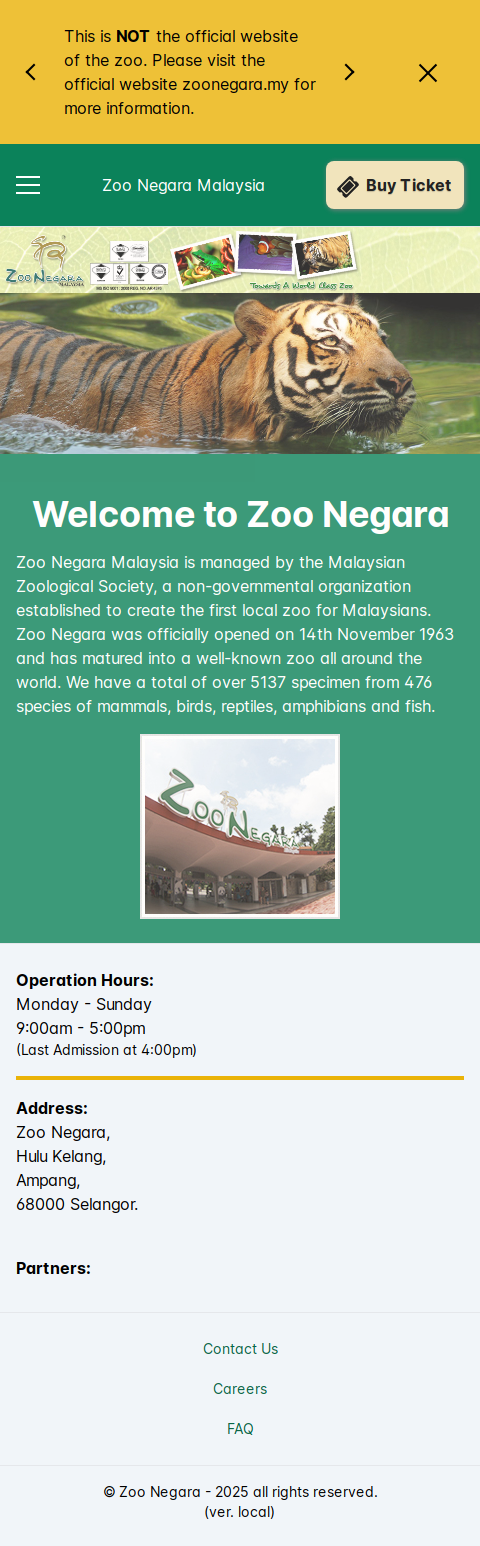 This is NOT the official website
of the zoo. Please visit the
official website zoonegara.my for
more information.
Zoo Negara Malaysia
Buy Ticket
Zoo Negara
MALAYSIA
Towards A World Class Zoo
Welcome to Zoo Negara
Zoo Negara Malaysia is managed by the Malaysian
Zoological Society, a non-governmental organization
established to create the first local zoo for Malaysians.
Zoo Negara was officially opened on 14th November 1963
and has matured into a well-known zoo all around the
world. We have a total of over 5137 specimen from 476
species of mammals, birds, reptiles, amphibians and fish.
Zoo Negara
Operation Hours:
Monday - Sunday
9:00am - 5:00pm
(Last Admission at 4:00pm)
Address:
Zoo Negara,
Hulu Kelang,
Ampang,
68000 Selangor.
Partners:
Contact Us
Careers
FAQ
© Zoo Negara - 2025 all rights reserved.
(ver. local)